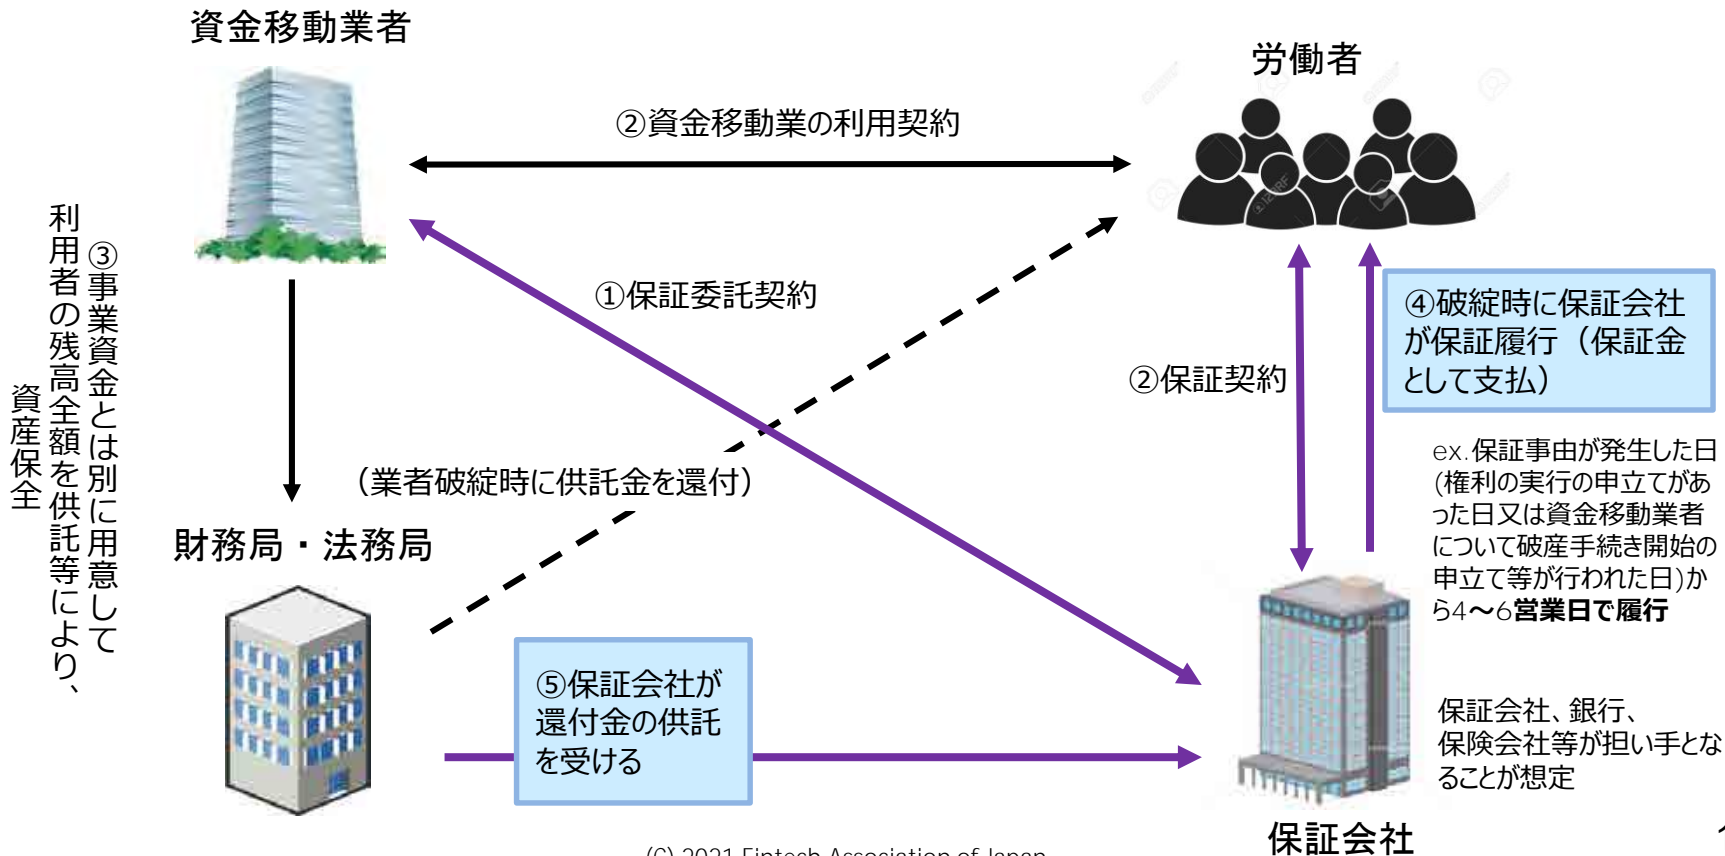 資金移動業者
労働者
②資金移動業の利用契約
③事業資金とは別に用意して
利用者の残高全額を供託等により、
資産保全
①保証委託契約
②保証契約
④破綻時に保証会社
が保証履行（保証金
として支払）
（業者破綻時に供託金を還付）
ex.保証事由が発生した日
(権利の実行の申立てがあ
った日又は資金移動業者
について破産手続き開始の
申立て等が行われた日)か
ら4～6営業日で履行
財務局・法務局
⑤保証会社が
還付金の供託
を受ける
保証会社、銀行、
保険会社等が担い手とな
ることが想定
保証会社
(C) 2021 Fintech Association of Japan